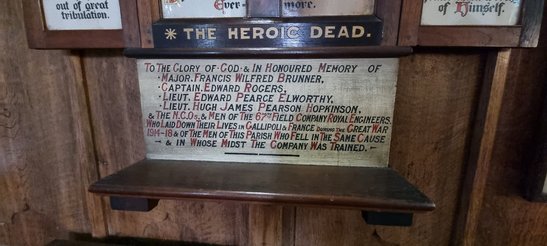 out of great
tribulation.
Ever-
more.
of Himself
* THE HEROIC DEAD.
TO THE GLORY OF · GOD · & IN HONOURED MEMORY OF
· MAJOR. FRANCIS WILFRED BRUNNER,
· CAPTAIN. EDWARD ROGERS,
· LIEUT. EDWARD PEARCE ELWORTHY,
· LIEUT. HUGH JAMES PEARSON HOPKINSON,
& THE N.C.Os. & MEN OF THE 67TH FIELD COMPANY ROYAL ENGINEERS,
WHO LAID DOWN THEIR LIVES IN GALLIPOLI & FRANCE DURING THE GREAT WAR
1914-18 & OF THE MEN OF THIS PARISH WHO FELL IN THE SAME CAUSE
& IN WHOSE MIDST THE COMPANY WAS TRAINED.